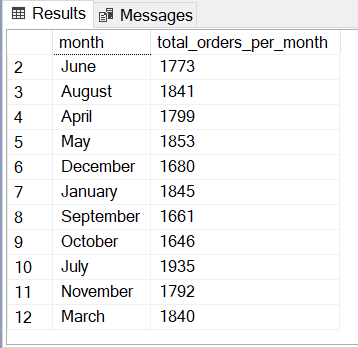 Results Messages
month total_orders_per_month
2 June 1773
3 August 1841
4 April 1799
5 May 1853
6 December 1680
7 January 1845
8 September 1661
9 October 1646
10 July 1935
11 November 1792
12 March 1840